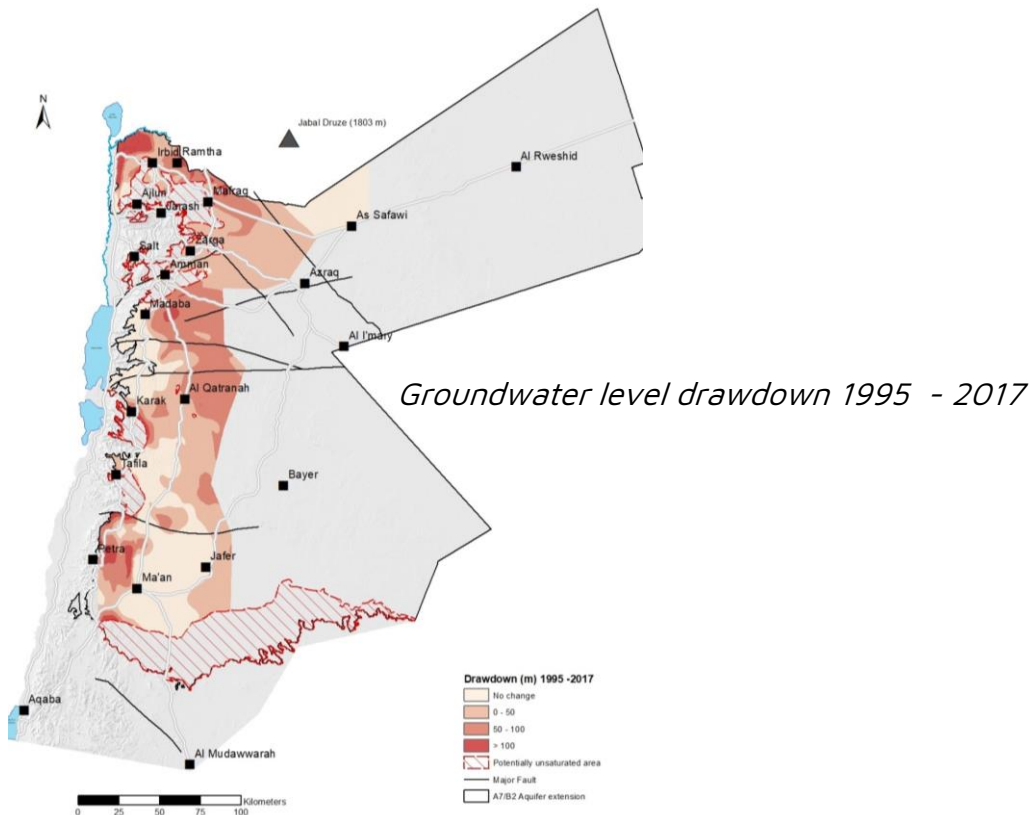 N
Jabal Druze (1803 m)
Irbid
Ramtha
Al Rweshid
Ajlun
Mafraq
Jarash
As Safawi
Salt
Zarqa
Amman
Azraq
Madaba
Al I'mary
Al Qatranah
Groundwater level drawdown 1995 - 2017
Karak
Tafila
Bayer
Petra
Jafer
Ma'an
Drawdown (m) 1995 -2017
No change
0 - 50
50 - 100
> 100
Potentially unsaturated area
Major Fault
A7/B2 Aquifer extension
Aqaba
Al Mudawwarah
Kilometers
0 25 50 75 100